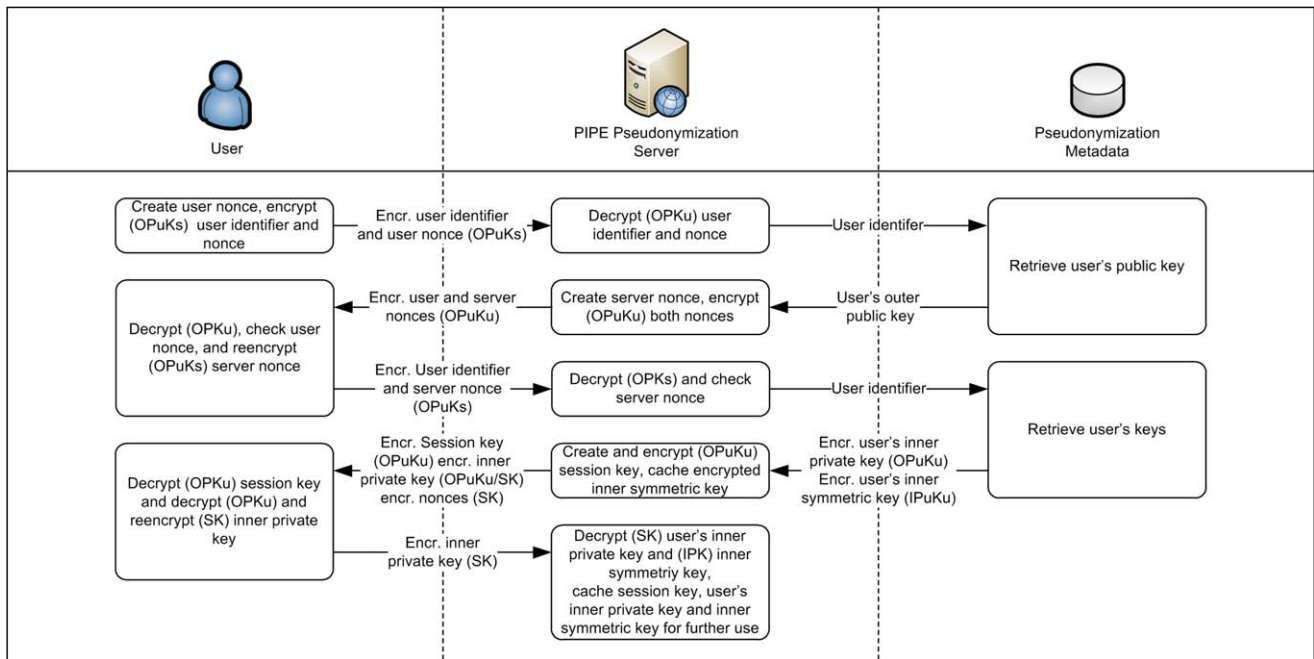 User
PIPE Pseudonymization
Server
Pseudonymization
Metadata
Create user nonce, encrypt
(OPuKs)  user identifier and
nonce
Encr. user identifier
and user nonce (OPuKs)
Decrypt (OPKu) user
identifier and nonce
User identifer
Retrieve user's public key
User's outer
public key
Create server nonce, encrypt
(OPuKu) both nonces
Encr. user and server
nonces (OPuKu)
Decrypt (OPKu), check user
nonce, and reencrypt
(OPuKs) server nonce
Encr. User identifier
and server nonce
(OPuKs)
Decrypt (OPKs) and check
server nonce
User identifier
Retrieve user's keys
Encr. user's inner
private key (OPuKu)
Encr. user's inner
symmetric key (IPuKu)
Create and encrypt (OPuKu)
session key, cache encrypted
inner symmetric key
Encr. Session key
(OPuKu) encr. inner
private key (OPuKu/SK)
encr. nonces (SK)
Decrypt (OPKu) session key
and decrypt (OPKu) and
reencrypt (SK) inner private
key
Encr. inner
private key (SK)
Decrypt (SK) user's inner
private key and (IPK) inner
symmetriy key,
cache session key, user's
inner private key and inner
symmetric key for further use